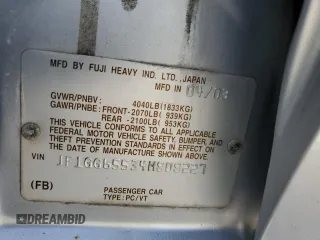 MFD BY FUJI HEAVY IND. LTD., JAPAN
MFD IN 04/03
GVWR/PNBV : 4040LB(1833KG)
GAWR/PNBE: FRONT-2070LB( 939KG)
REAR -2100LB( 953KG)
THIS VEHICLE CONFORMS TO ALL APPLICABLE
FEDERAL MOTOR VEHICLE SAFETY, BUMPER, AND
THEFT PREVENTION STANDARDS IN EFFECT ON THE
DATE OF MANUFACTURE SHOWN ABOVE.
VIN
(FB)
PASSENGER CAR
TYPE: PC/VT
DREAMBID